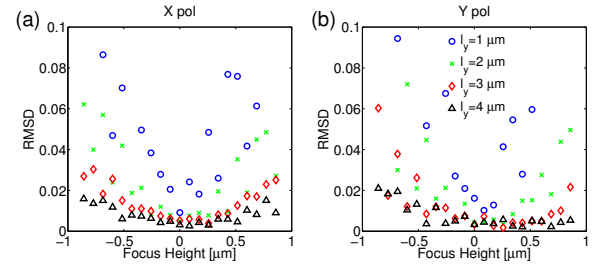 (a) X pol
0.1
0.08
0.06
0.04
0.02
0
RMSD
-1 -0.5 0 0.5 1
Focus Height [μm]
(b) Y pol
0.1
0.08
0.06
0.04
0.02
0
RMSD
-1 -0.5 0 0.5 1
Focus Height [μm]
l_y=1 μm
l_y=2 μm
l_y=3 μm
l_y=4 μm